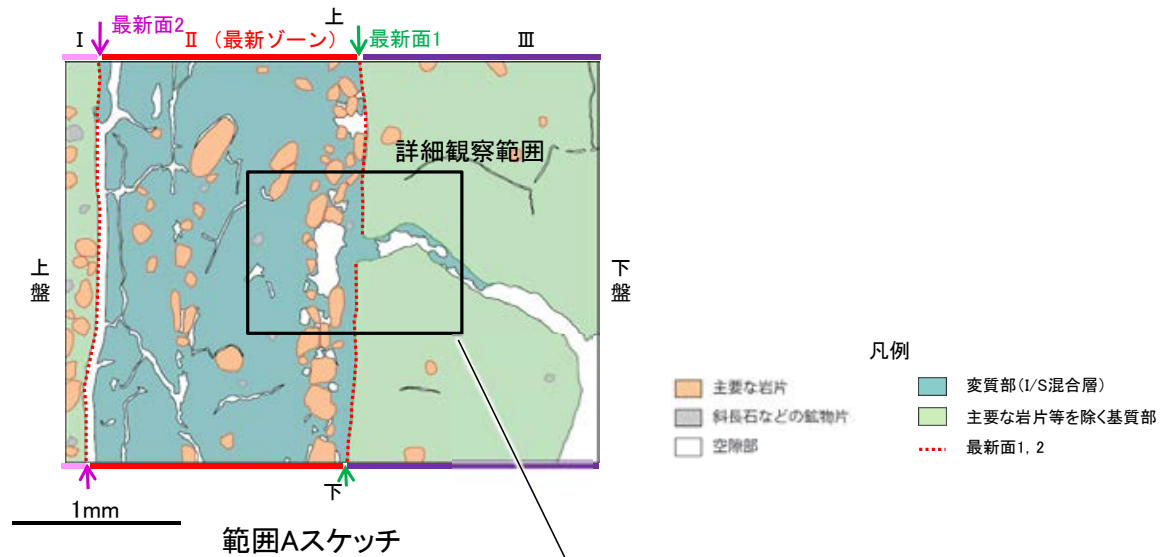 上
最新面2
Ⅰ
Ⅱ（最新ゾーン）
最新面1
Ⅲ
詳細観察範囲
上盤
下盤
下
1mm
範囲Aスケッチ
凡例
主要な岩片
斜長石などの鉱物片
空隙部
変質部(I/S混合層)
主要な岩片等を除く基質部
最新面1, 2